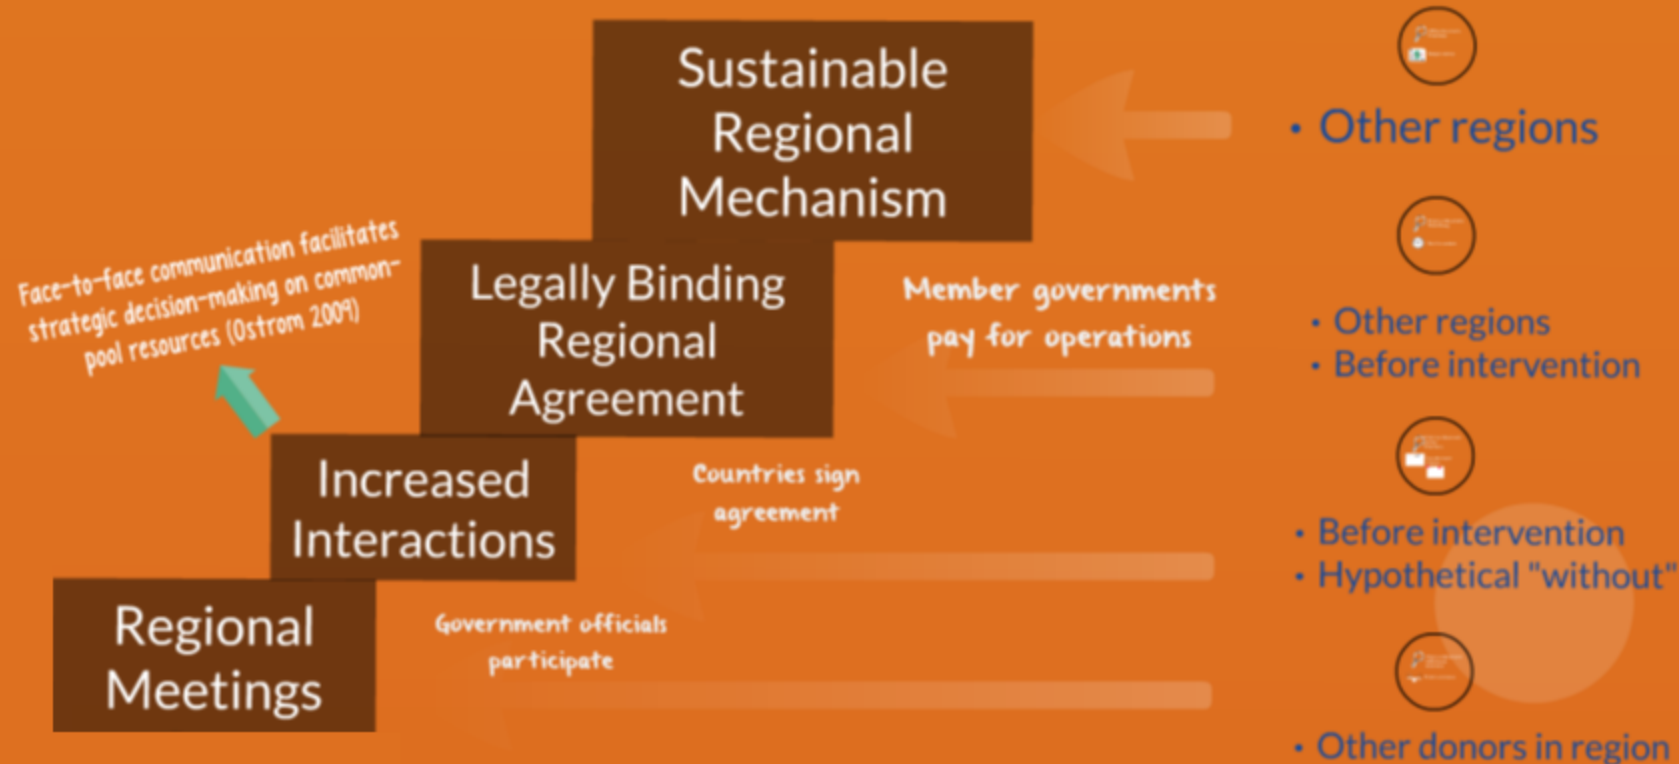 Sustainable
Regional
Mechanism
• Other regions
Face-to-face communication facilitates
strategic decision-making on common-
pool resources (Ostrom 2009)
Legally Binding
Regional
Agreement
Member governments
pay for operations
• Other regions
• Before intervention
Increased
Interactions
Countries sign
agreement
• Before intervention
• Hypothetical "without"
Regional
Meetings
Government officials
participate
• Other donors in region